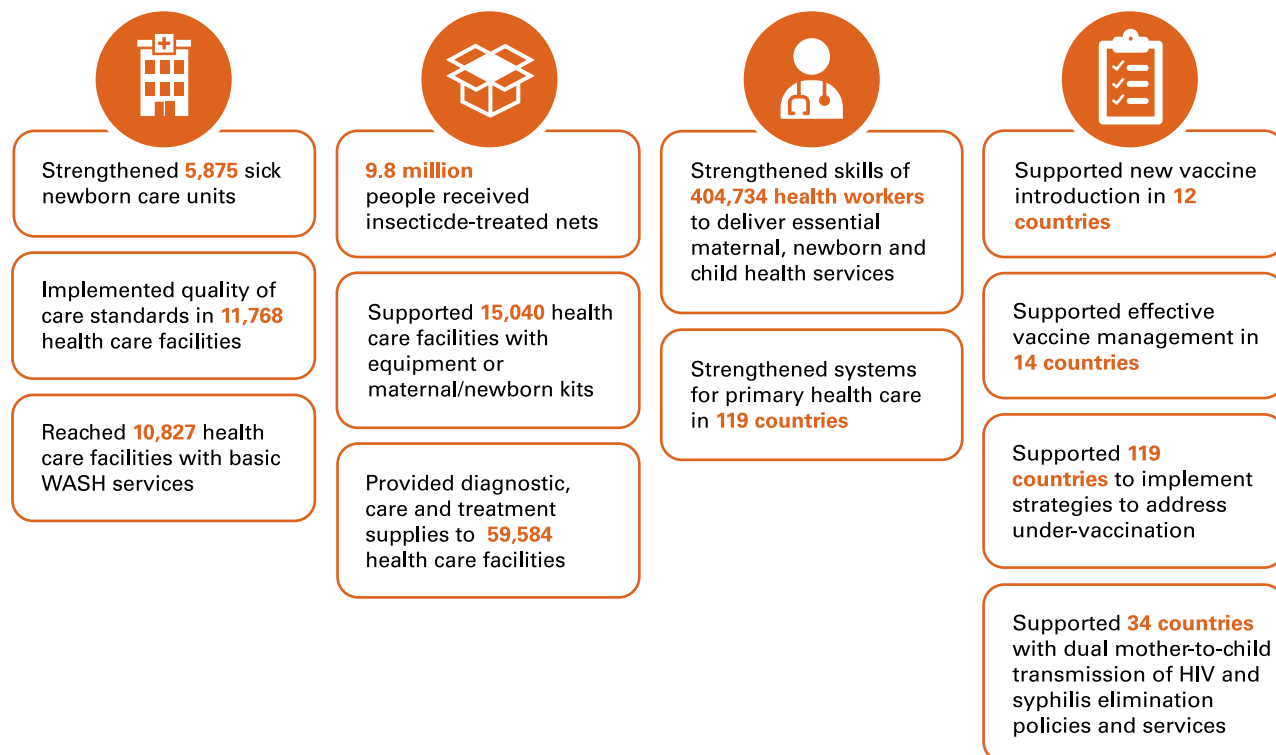 Strengthened 5,875 sick
newborn care units
Implemented quality of
care standards in 11,768
health care facilities
Reached 10,827 health
care facilities with basic
WASH services
9.8 million
people received
insecticde-treated nets
Supported 15,040 health
care facilities with
equipment or
maternal/newborn kits
Provided diagnostic,
care and treatment
supplies to 59,584
health care facilities
Strengthened skills of
404,734 health workers
to deliver essential
maternal, newborn and
child health services
Strengthened systems
for primary health care
in 119 countries
Supported new vaccine
introduction in 12
countries
Supported effective
vaccine management in
14 countries
Supported 119
countries to implement
strategies to address
under-vaccination
Supported 34 countries
with dual mother-to-child
transmission of HIV and
syphilis elimination
policies and services